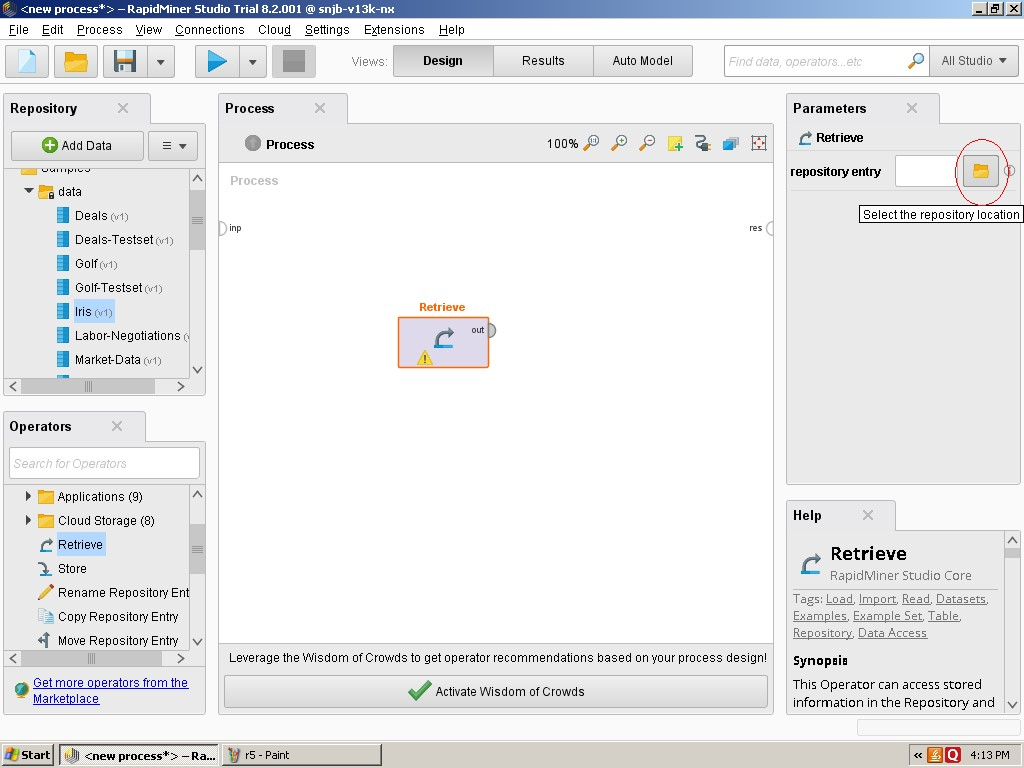 <new process*> – RapidMiner Studio Trial 8.2.001 @ snjb-v13k-nx
File Edit Process View Connections Cloud Settings Extensions Help
Views: Design Results Auto Model Find data, operators...etc All Studio
Repository
Add Data
Samples
data
Deals (v1)
Deals-Testset (v1)
Golf (v1)
Golf-Testset (v1)
Iris (v1)
Labor-Negotiations (
Market-Data (v1)
Operators
Search for Operators
Applications (9)
Cloud Storage (8)
Retrieve
Store
Rename Repository Ent
Copy Repository Entry
Move Repository Entry
Get more operators from the
Marketplace
Process
Process 100%
Process
inp res
Retrieve
out
Leverage the Wisdom of Crowds to get operator recommendations based on your process design!
Activate Wisdom of Crowds
Parameters
Retrieve
repository entry
Select the repository location
Help
Retrieve
RapidMiner Studio Core
Tags: Load, Import, Read, Datasets,
Examples, Example Set, Table,
Repository, Data Access
Synopsis
This Operator can access stored
information in the Repository and
Start <new process*> – Ra... r5 - Paint « Q 4:13 PM